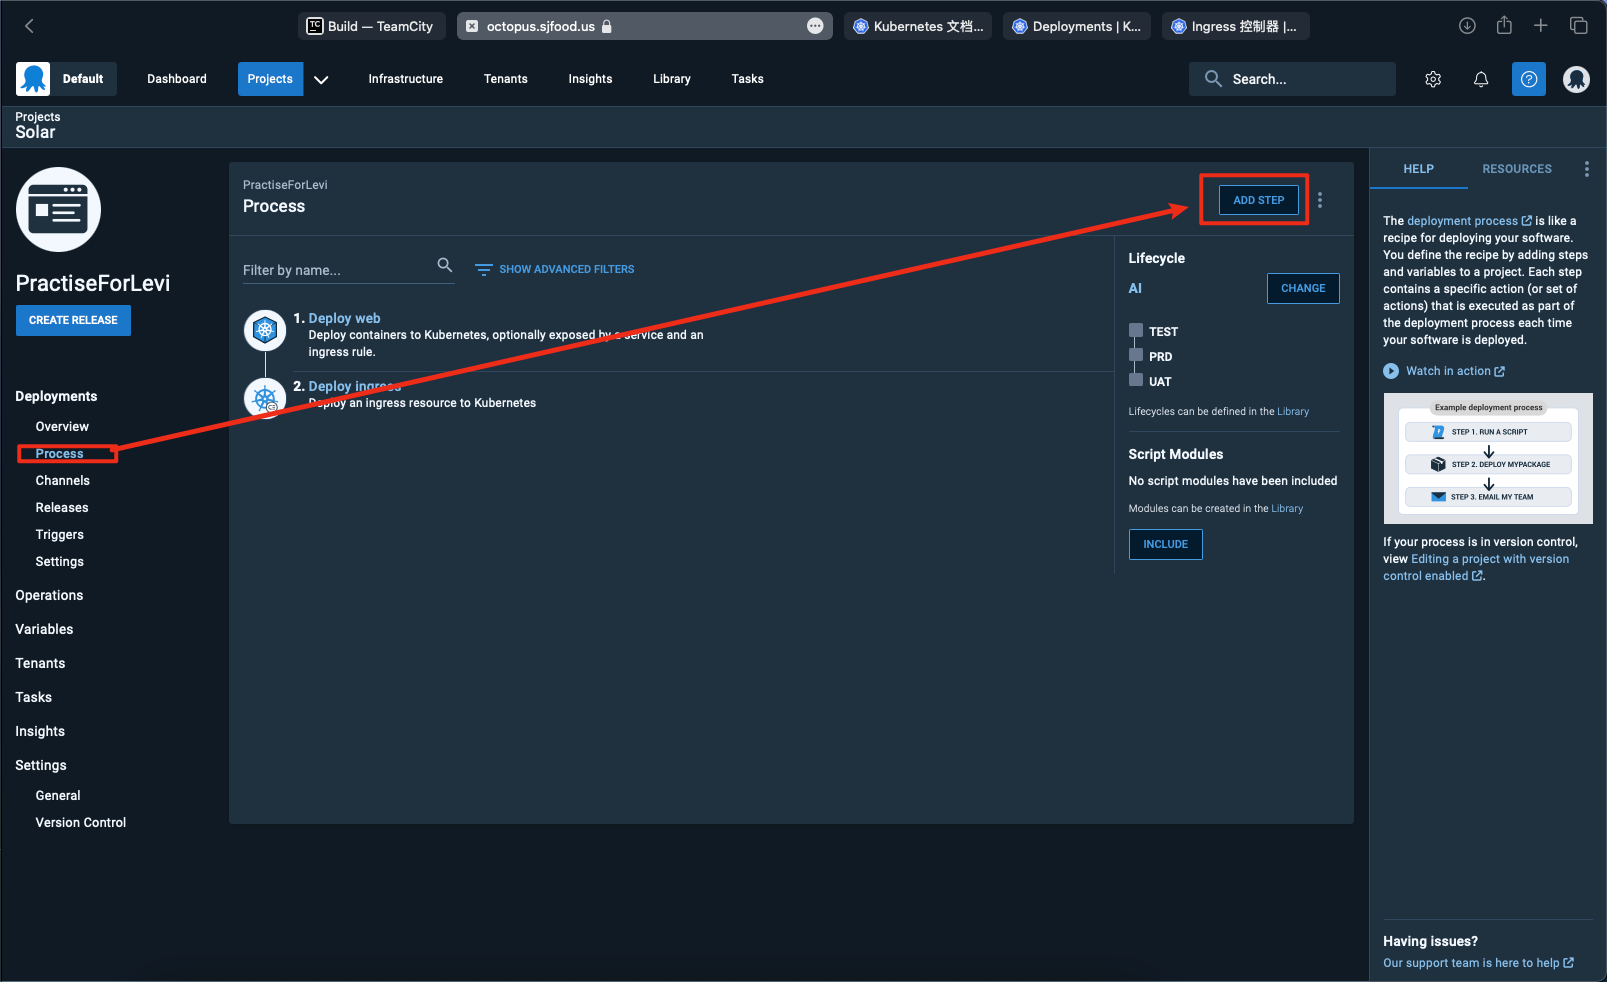 TC Build — TeamCity
octopus.sjfood.us
Kubernetes 文档...
Deployments | K...
Ingress 控制器 |...
Default
Dashboard
Projects
Infrastructure
Tenants
Insights
Library
Tasks
Search...
Projects
Solar
PractiseForLevi
CREATE RELEASE
Deployments
Overview
Process
Channels
Releases
Triggers
Settings
Operations
Variables
Tenants
Tasks
Insights
Settings
General
Version Control
PractiseForLevi
Process
ADD STEP
Filter by name...
SHOW ADVANCED FILTERS
1. Deploy web
Deploy containers to Kubernetes, optionally exposed by a service and an
ingress rule.
2. Deploy ingress
Deploy an ingress resource to Kubernetes
Lifecycle
AI
CHANGE
TEST
PRD
UAT
Lifecycles can be defined in the Library
Script Modules
No script modules have been included
Modules can be created in the Library
INCLUDE
HELP
RESOURCES
The deployment process is like a
recipe for deploying your software.
You define the recipe by adding steps
and variables to a project. Each step
contains a specific action (or set of
actions) that is executed as part of
the deployment process each time
your software is deployed.
Watch in action
Example deployment process
STEP 1. RUN A SCRIPT
STEP 2. DEPLOY MYPACKAGE
STEP 3. EMAIL MY TEAM
If your process is in version control,
view Editing a project with version
control enabled.
Having issues?
Our support team is here to help